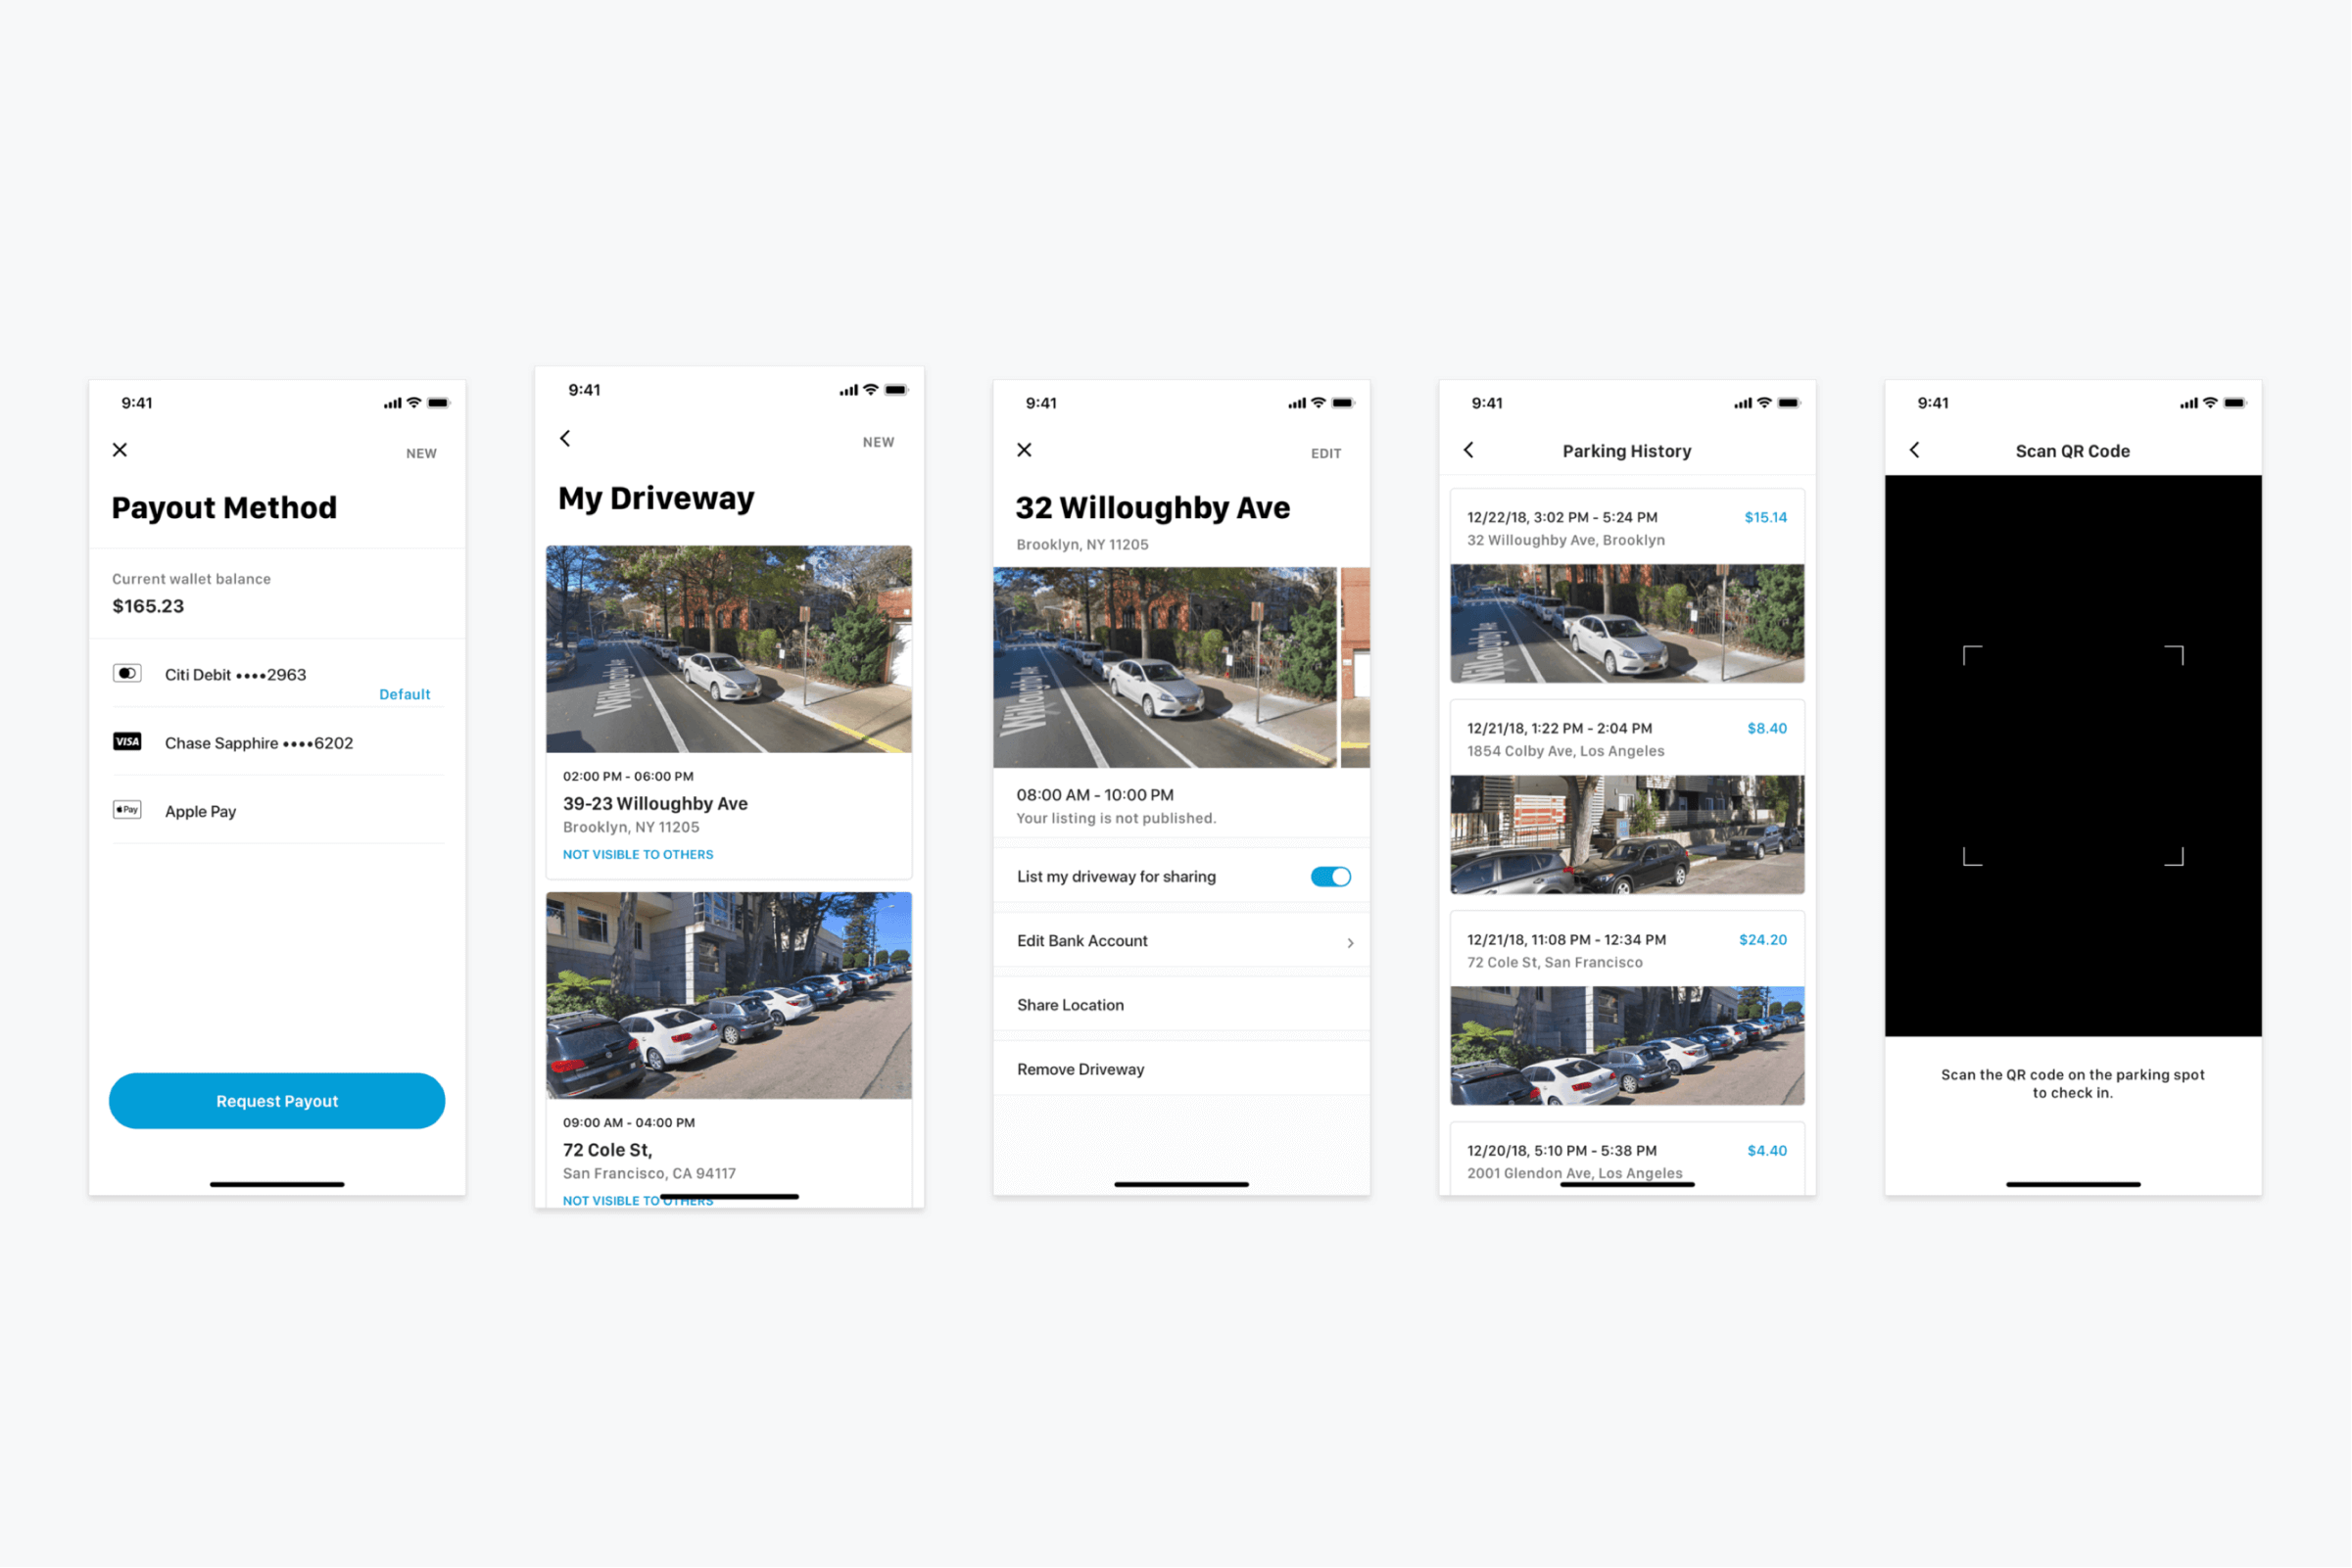 9:41
NEW
Payout Method
Current wallet balance
$165.23
Citi Debit ••••2963
Default
VISA
Chase Sapphire ••••6202
Pay
Apple Pay
Request Payout
9:41
NEW
My Driveway
Willoughby Ave
02:00 PM - 06:00 PM
39-23 Willoughby Ave
Brooklyn, NY 11205
NOT VISIBLE TO OTHERS
09:00 AM - 04:00 PM
72 Cole St,
San Francisco, CA 94117
NOT VISIBLE TO OTHERS
9:41
EDIT
32 Willoughby Ave
Brooklyn, NY 11205
Willoughby Ave
08:00 AM - 10:00 PM
Your listing is not published.
List my driveway for sharing
Edit Bank Account
Share Location
Remove Driveway
9:41
Parking History
12/22/18, 3:02 PM - 5:24 PM
$15.14
32 Willoughby Ave, Brooklyn
Willoughby Ave
12/21/18, 1:22 PM - 2:04 PM
$8.40
1854 Colby Ave, Los Angeles
12/21/18, 11:08 PM - 12:34 PM
$24.20
72 Cole St, San Francisco
12/20/18, 5:10 PM - 5:38 PM
$4.40
2001 Glendon Ave, Los Angeles
9:41
Scan QR Code
Scan the QR code on the parking spot
to check in.